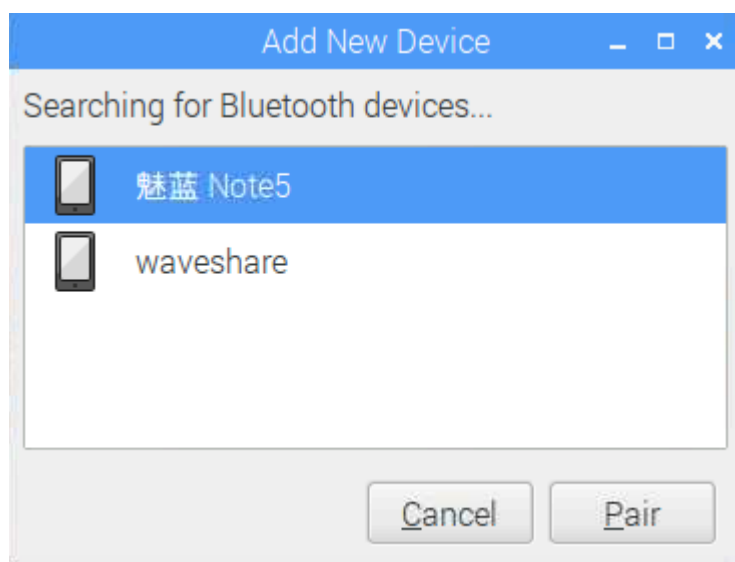 Add New Device
Searching for Bluetooth devices...
魅蓝 Note5
waveshare
Cancel Pair